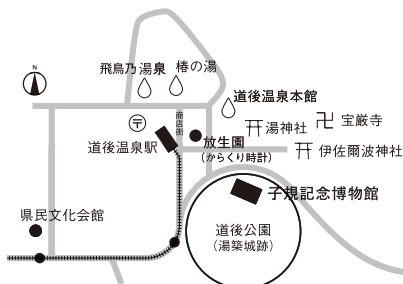 N
飛鳥乃湯泉
椿の湯
道後温泉本館
〒
商店街
湯神社
宝厳寺
放生園
(からくり時計)
道後温泉駅
伊佐爾波神社
子規記念博物館
県民文化会館
道後公園
(湯築城跡)